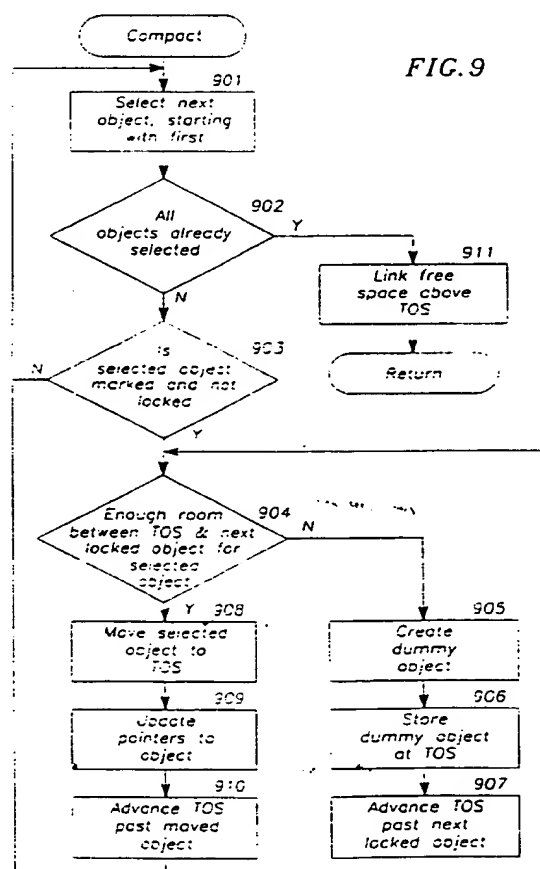 Compact
FIG. 9
901
Select next
object, starting
with first
902
All
objects already
selected
Y
N
911
Link free
space above
TOS
Return
903
Is
selected object
marked and not
locked
N
Y
904
Enough room
between TOS & next
locked object for
selected
object
N
Y
908
Move selected
object to
TOS
909
Update
pointers to
object
910
Advance TOS
past moved
object
905
Create
dummy
object
906
Store
dummy object
at TOS
907
Advance TOS
past next
locked object